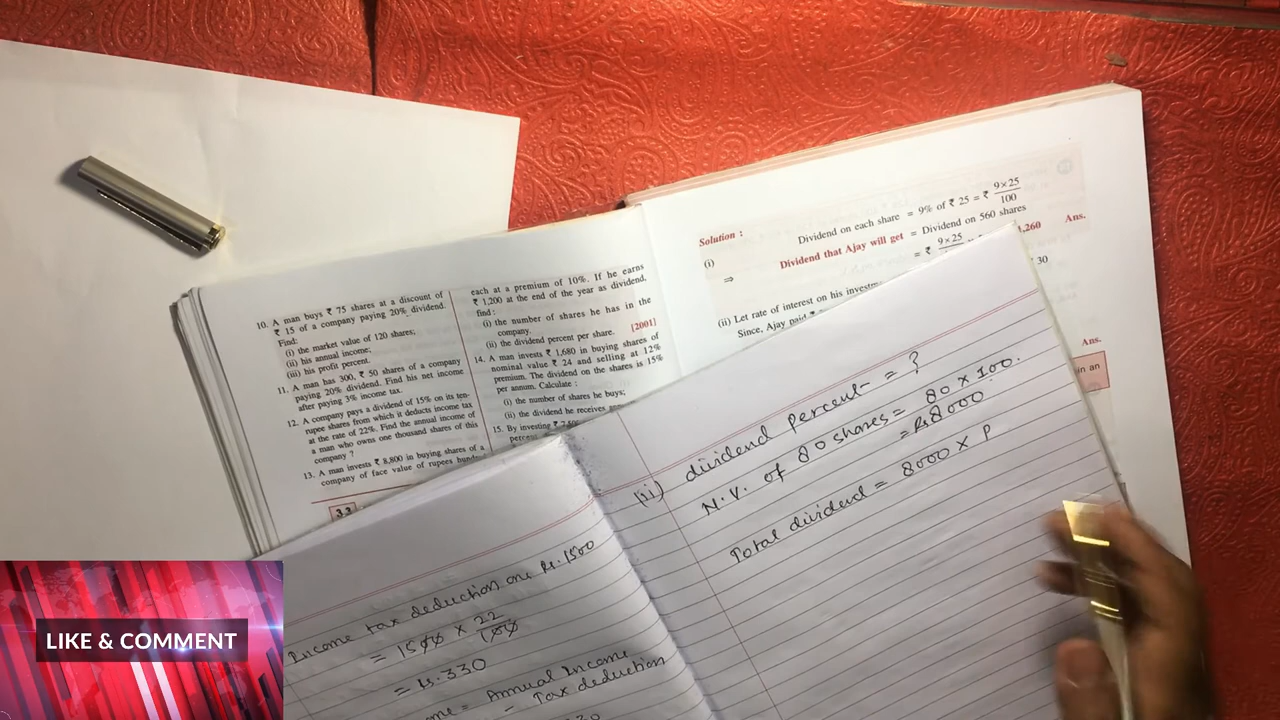 10. A man buys ₹ 75 shares at a discount of
₹ 15 of a company paying 20% dividend.
Find:
(i) the market value of 120 shares;
(ii) his annual income;
(iii) his profit percent.
11. A man has 300, ₹ 50 shares of a company
paying 20% dividend. Find his net income
after paying 3% income tax.
12. A company pays a dividend of 15% on its ten-
rupee shares from which it deducts income tax
at the rate of 22%. Find the annual income of
a man who owns one thousand shares of this
company ?
13. A man invests ₹ 8,800 in buying shares of a
company of face value of rupees
3.3
each at a premium of 10%. If he earns
₹ 1,200 at the end of the year as dividend,
find :
(i) the number of shares he has in the
company.
(ii) the dividend percent per share. [2001]
14. A man invests ₹ 1,680 in buying shares of
nominal value ₹ 24 and selling at 12%
premium. The dividend on the shares is 15%
per annum. Calculate :
(i) the number of shares he buys;
(ii) the dividend he receives
15. By investing ₹
Solution :
Dividend on each share = 9% of ₹ 25 = ₹ 9 × 25 / 100
(i) Dividend that Ajay will get = Dividend on 560 shares
⇒ = ₹ 9 × 25 1,260 Ans.
30
(ii) Let rate of interest on his
Since, Ajay paid
Ans.
in an
Income tax deduction on Rs. 1500
= 1500 × 22 / 100
= Rs. 330
= Annual Income
- Tax deduction
(ii) dividend percent = ?
N.V. of 80 shares = 80 × 100.
= Rs 8000
Total dividend = 8000 × P
LIKE & COMMENT